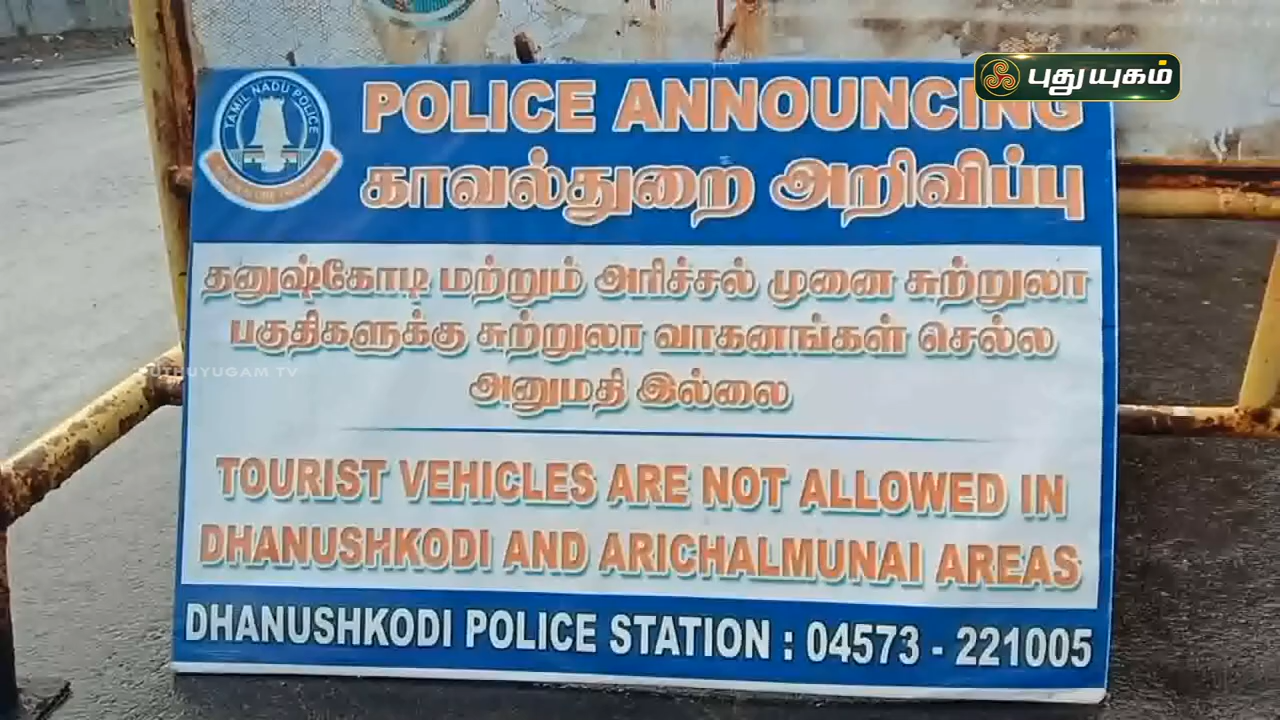 புதுயுகம்
TAMIL NADU POLICE
POLICE ANNOUNCING
காவல்துறை அறிவிப்பு
தனுஷ்கோடி மற்றும் அரிச்சல் முனை சுற்றுலா
பகுதிகளுக்கு சுற்றுலா வாகனங்கள் செல்ல
அனுமதி இல்லை
PUTHUYUGAM TV
TOURIST VEHICLES ARE NOT ALLOWED IN
DHANUSHKODI AND ARICHALMUNAI AREAS
DHANUSHKODI POLICE STATION : 04573 - 221005